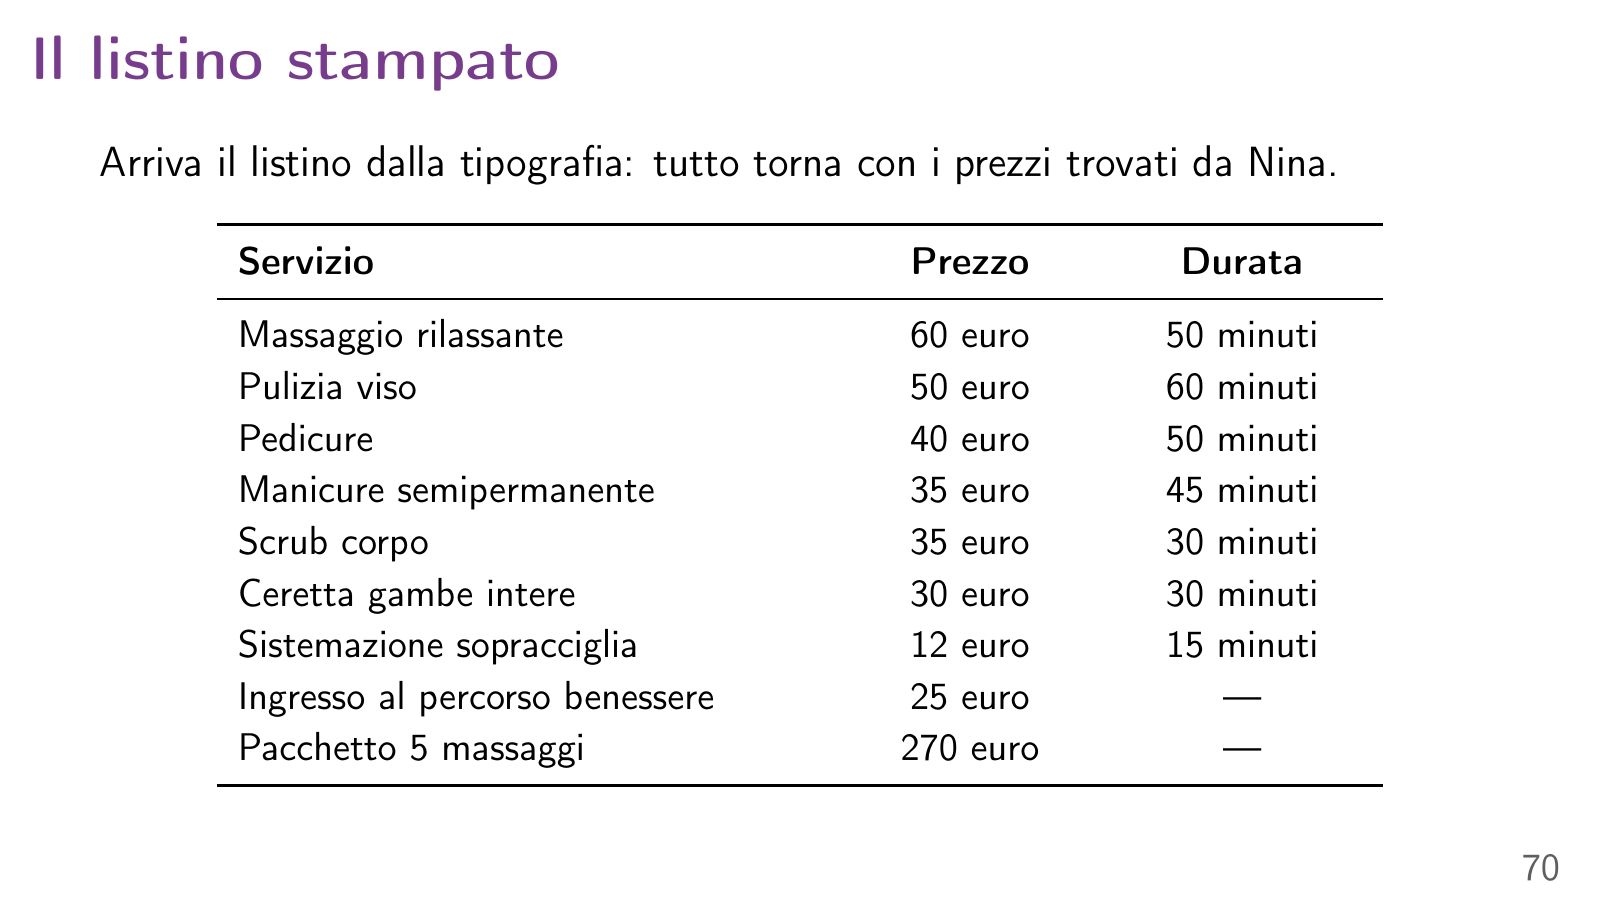 Il listino stampato
Arriva il listino dalla tipografia: tutto torna con i prezzi trovati da Nina.
Servizio Prezzo Durata
Massaggio rilassante 60 euro 50 minuti
Pulizia viso 50 euro 60 minuti
Pedicure 40 euro 50 minuti
Manicure semipermanente 35 euro 45 minuti
Scrub corpo 35 euro 30 minuti
Ceretta gambe intere 30 euro 30 minuti
Sistemazione sopracciglia 12 euro 15 minuti
Ingresso al percorso benessere 25 euro —
Pacchetto 5 massaggi 270 euro —
70